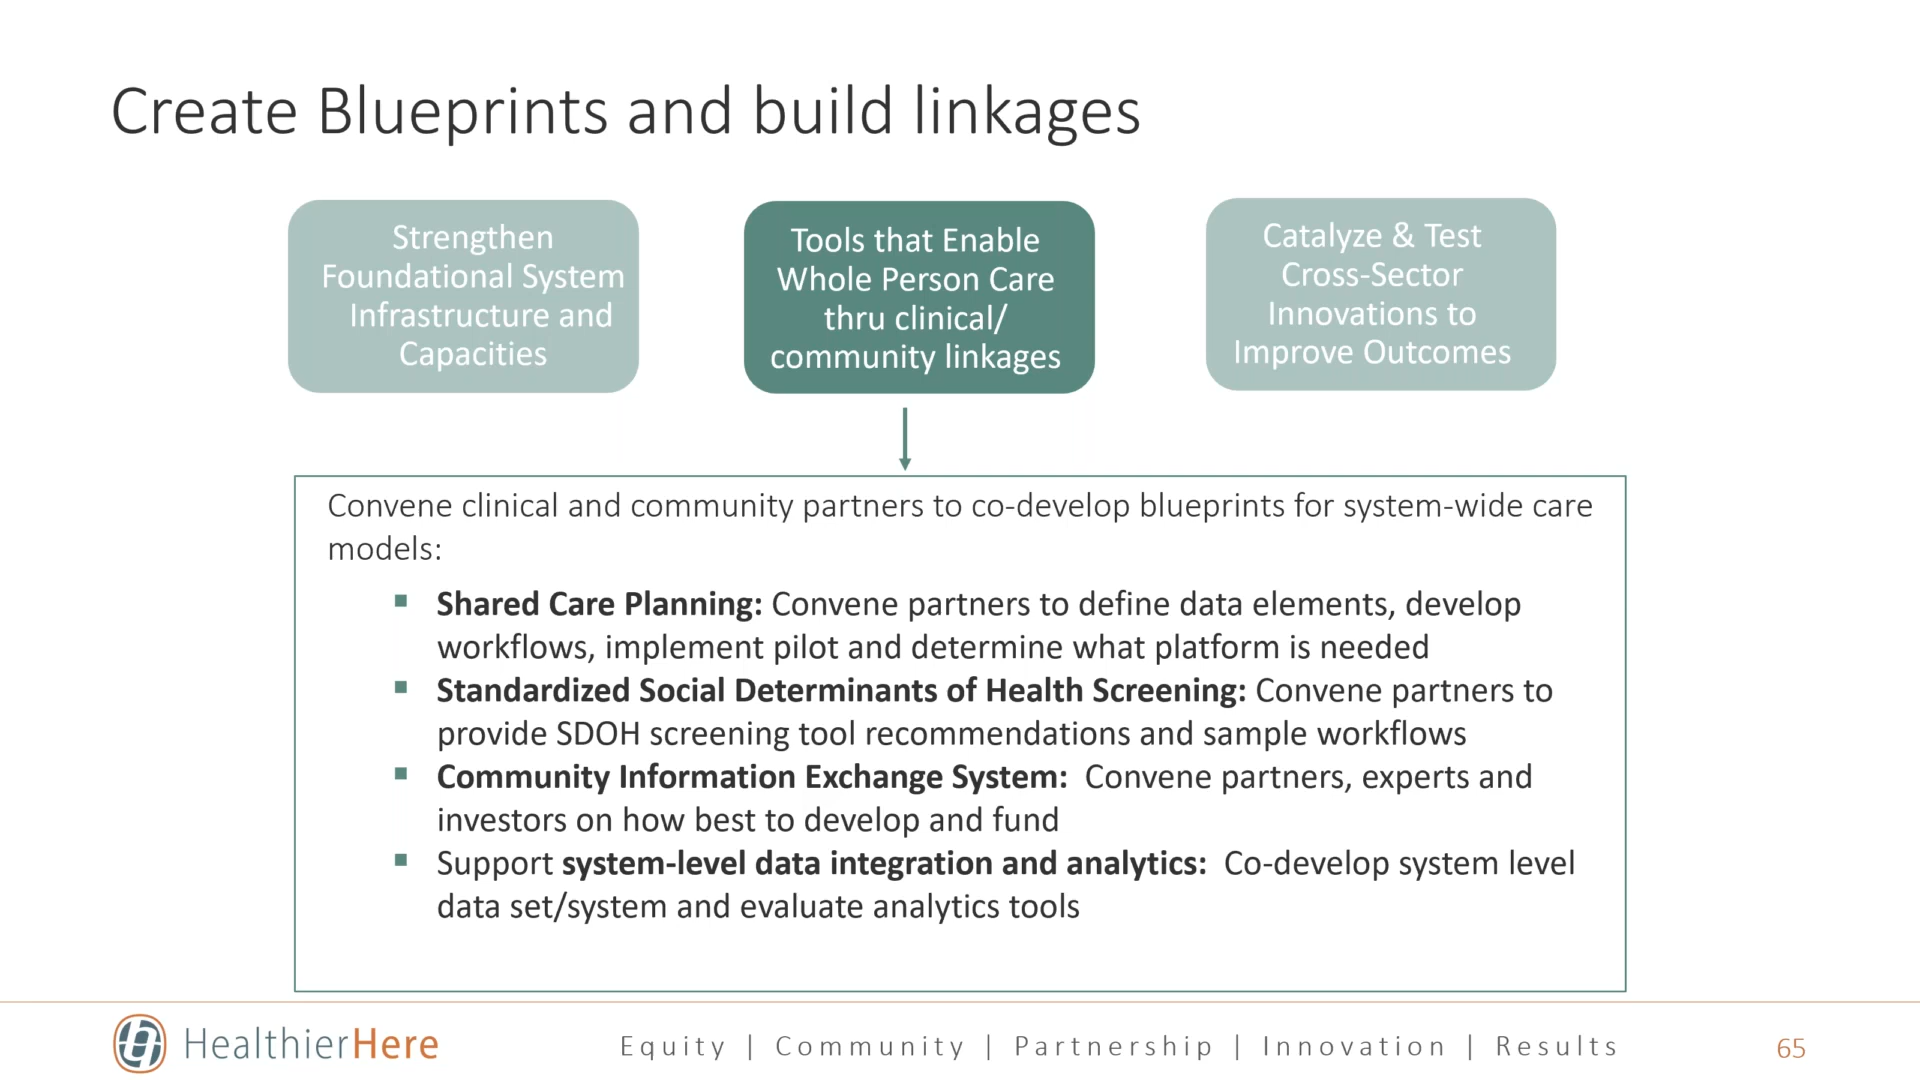 Create Blueprints and build linkages
Strengthen
Foundational System
Infrastructure and
Capacities
Tools that Enable
Whole Person Care
thru clinical/
community linkages
Catalyze & Test
Cross-Sector
Innovations to
Improve Outcomes
Convene clinical and community partners to co-develop blueprints for system-wide care
models:
▪ Shared Care Planning: Convene partners to define data elements, develop
workflows, implement pilot and determine what platform is needed
▪ Standardized Social Determinants of Health Screening: Convene partners to
provide SDOH screening tool recommendations and sample workflows
▪ Community Information Exchange System:  Convene partners, experts and
investors on how best to develop and fund
▪ Support system-level data integration and analytics:  Co-develop system level
data set/system and evaluate analytics tools
HealthierHere
Equity | Community | Partnership | Innovation | Results
65